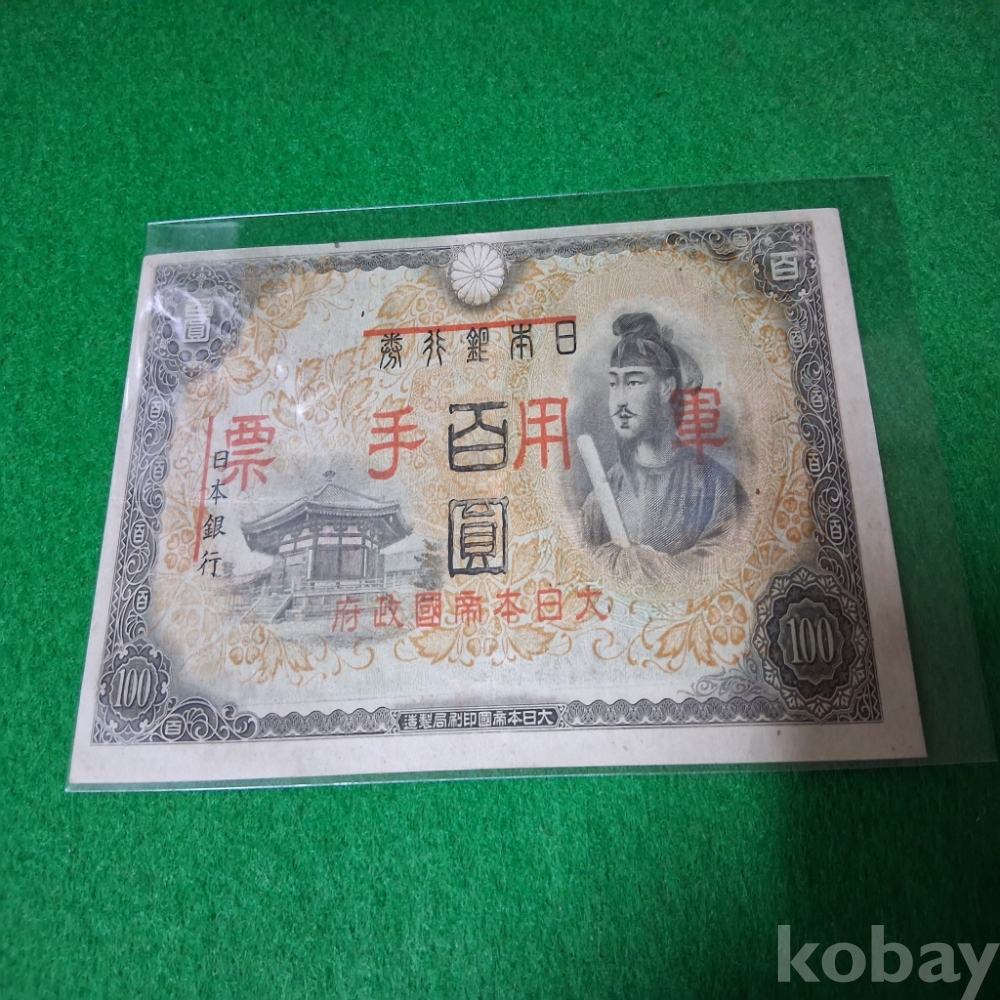 百
圓
日本銀行券
軍用手票
百圓
日本銀行
大日本帝國政府
100
100
百
大日本帝國印刷局製造
kobay